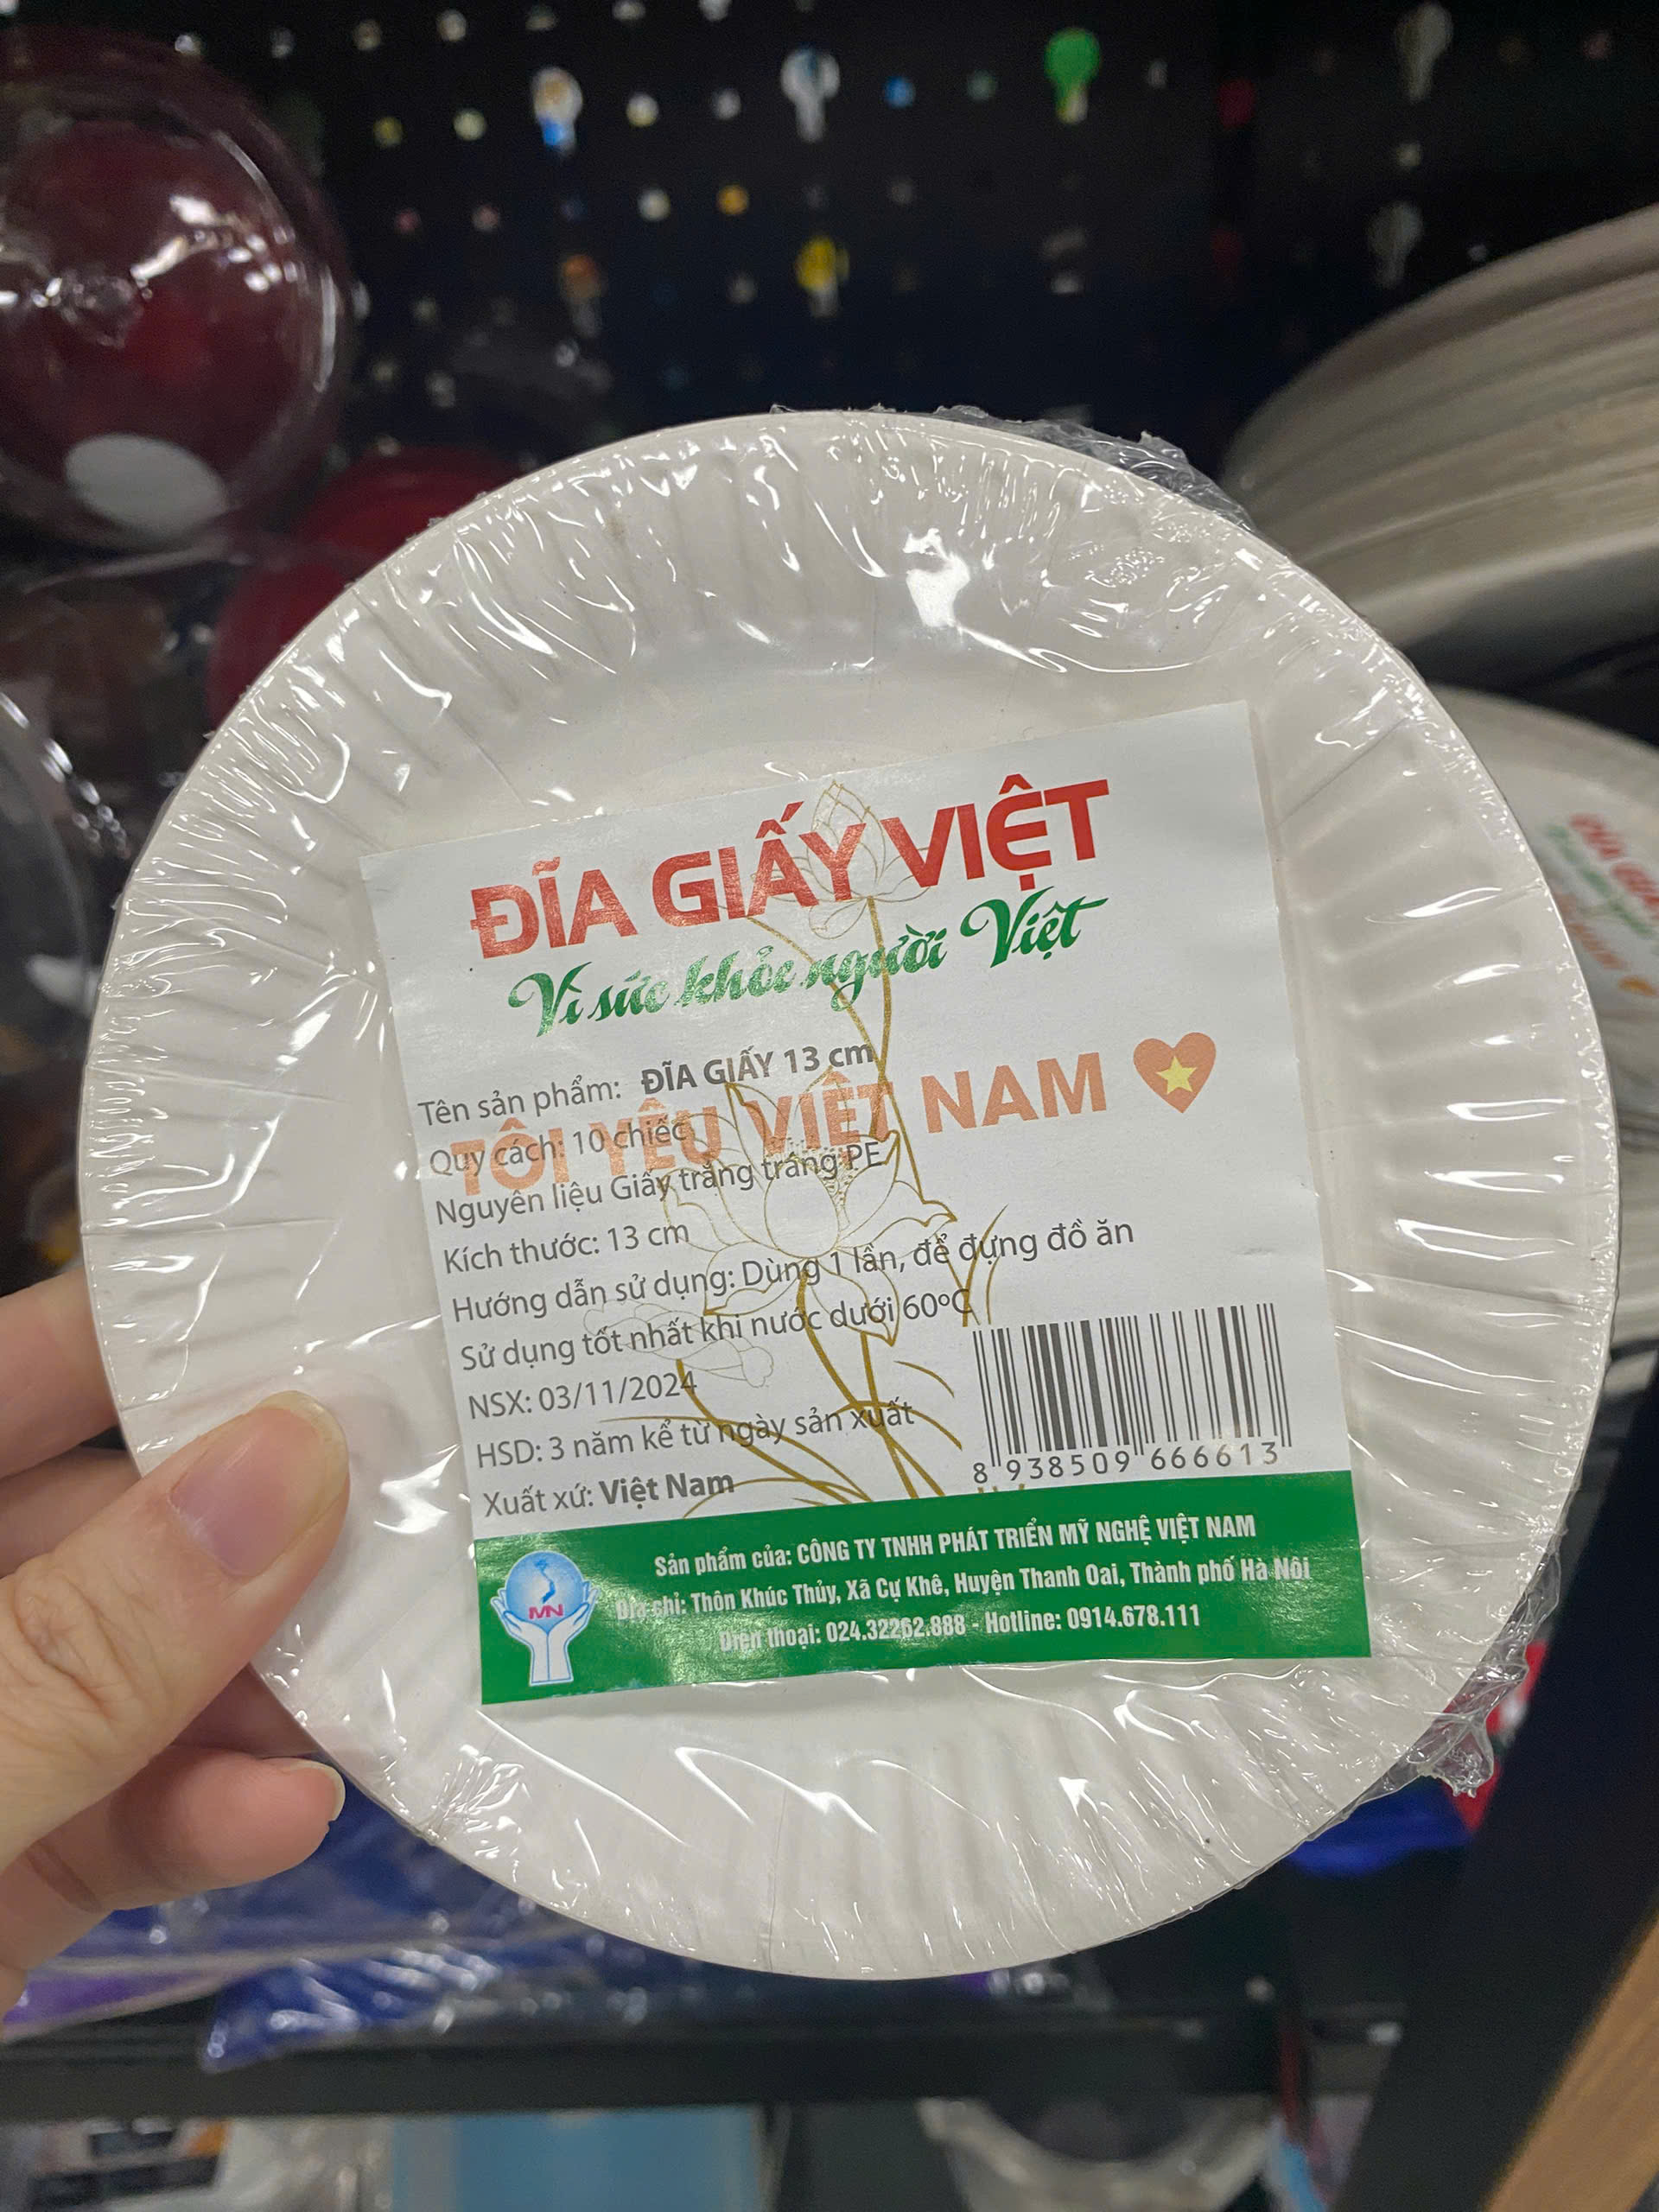 ĐĨA GIẤY VIỆT
Vì sức khỏe người Việt
Tên sản phẩm: ĐĨA GIẤY 13 cm
TÔI YÊU VIỆT NAM
Quy cách: 10 chiếc
Nguyên liệu Giấy trắng tráng PE
Kích thước: 13 cm
Hướng dẫn sử dụng: Dùng 1 lần, để đựng đồ ăn
Sử dụng tốt nhất khi nước dưới 60ºC
NSX: 03/11/2024
HSD: 3 năm kể từ ngày sản xuất
Xuất xứ: Việt Nam
8 938509 666613
MN
Sản phẩm của: CÔNG TY TNHH PHÁT TRIỂN MỸ NGHỆ VIỆT NAM
Địa chỉ: Thôn Khúc Thủy, Xã Cự Khê, Huyện Thanh Oai, Thành phố Hà Nội
Điện thoại: 024.32262.888 - Hotline: 0914.678.111
ĐĨA GIẤ